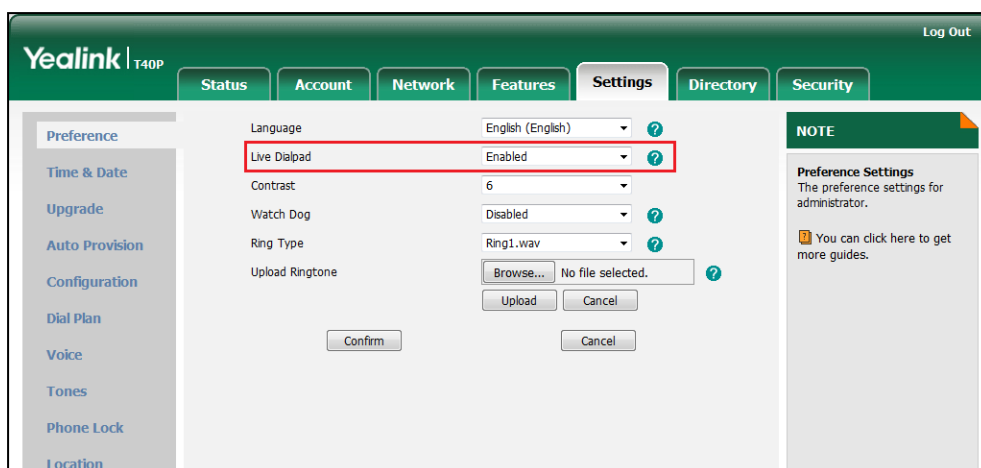 Log Out
Yealink T40P
Status Account Network Features Settings Directory Security
Preference
Time & Date
Upgrade
Auto Provision
Configuration
Dial Plan
Voice
Tones
Phone Lock
Location
Language English (English)
Live Dialpad Enabled
Contrast 6
Watch Dog Disabled
Ring Type Ring1.wav
Upload Ringtone Browse... No file selected.
Upload Cancel
Confirm Cancel
NOTE
Preference Settings
The preference settings for
administrator.
You can click here to get
more guides.